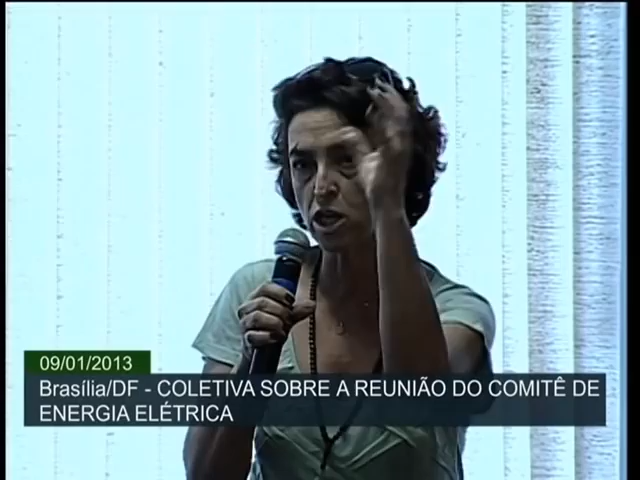 09/01/2013
Brasília/DF - COLETIVA SOBRE A REUNIÃO DO COMITÊ DE
ENERGIA ELÉTRICA